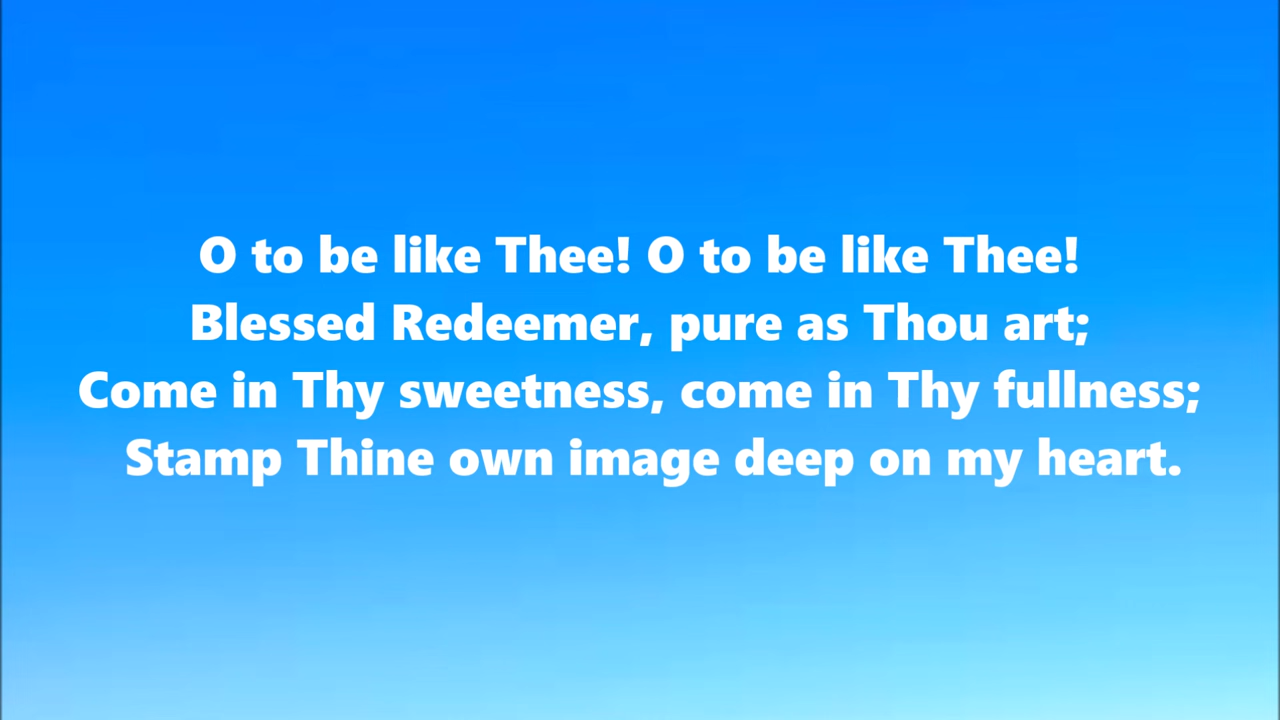 O to be like Thee! O to be like Thee!
Blessed Redeemer, pure as Thou art;
Come in Thy sweetness, come in Thy fullness;
Stamp Thine own image deep on my heart.